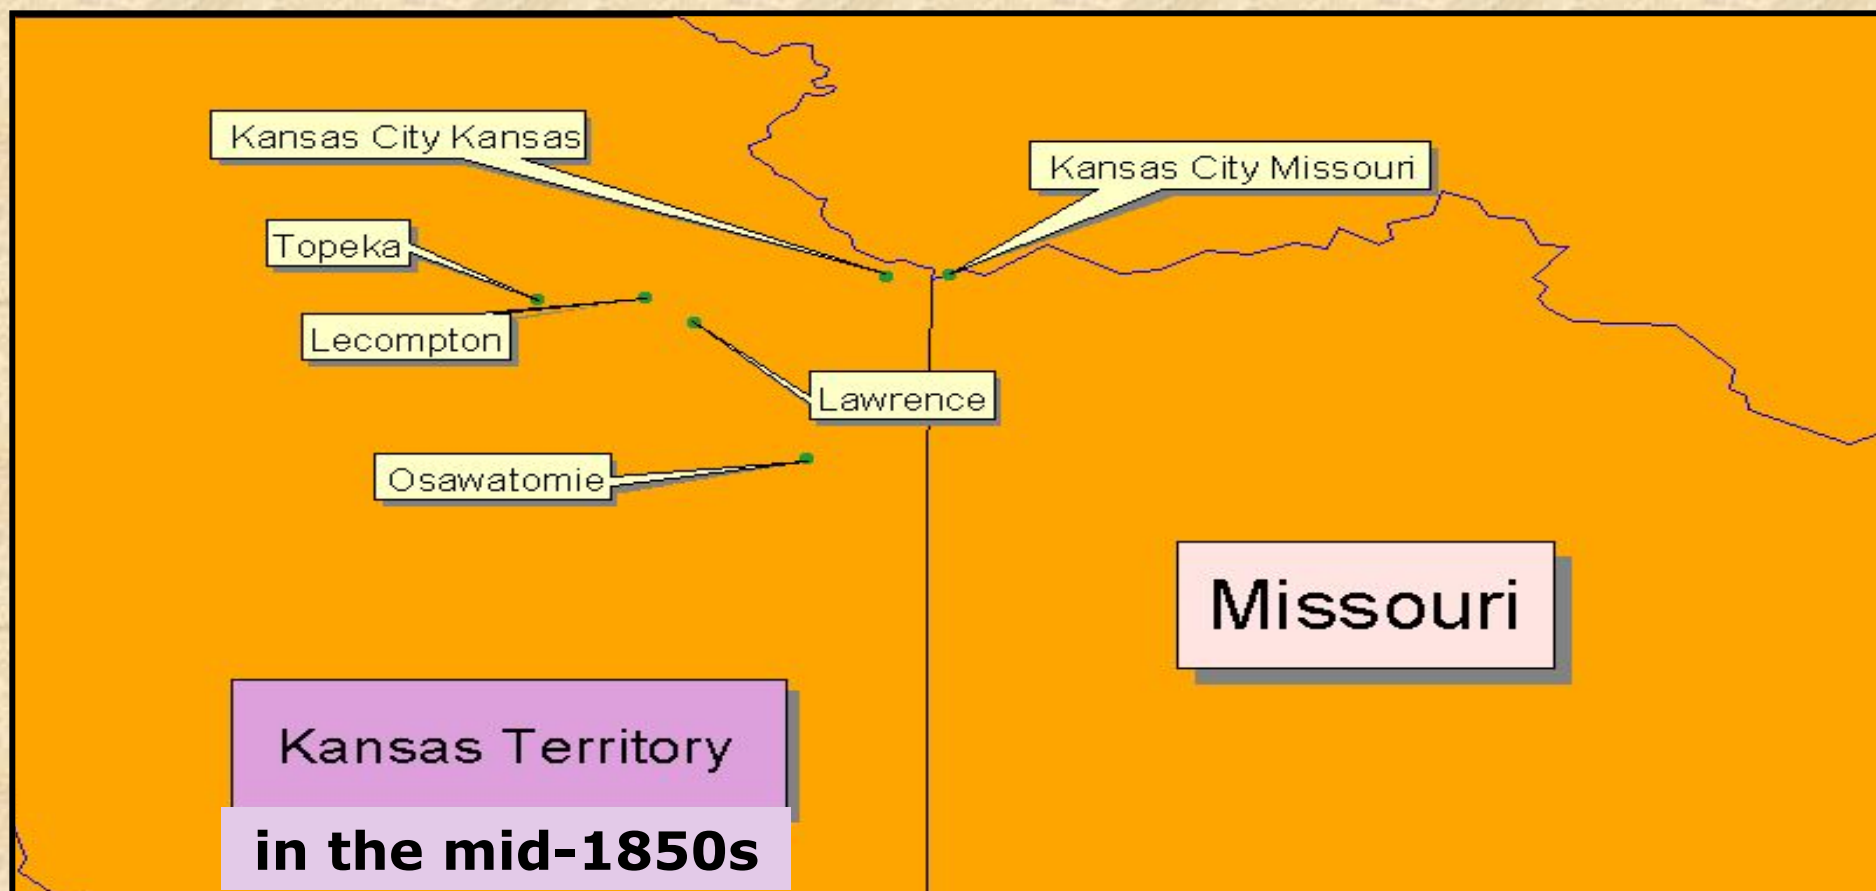 Kansas City Kansas
Kansas City Missouri
Topeka
Lecompton
Lawrence
Osawatomie
Missouri
Kansas Territory
in the mid-1850s